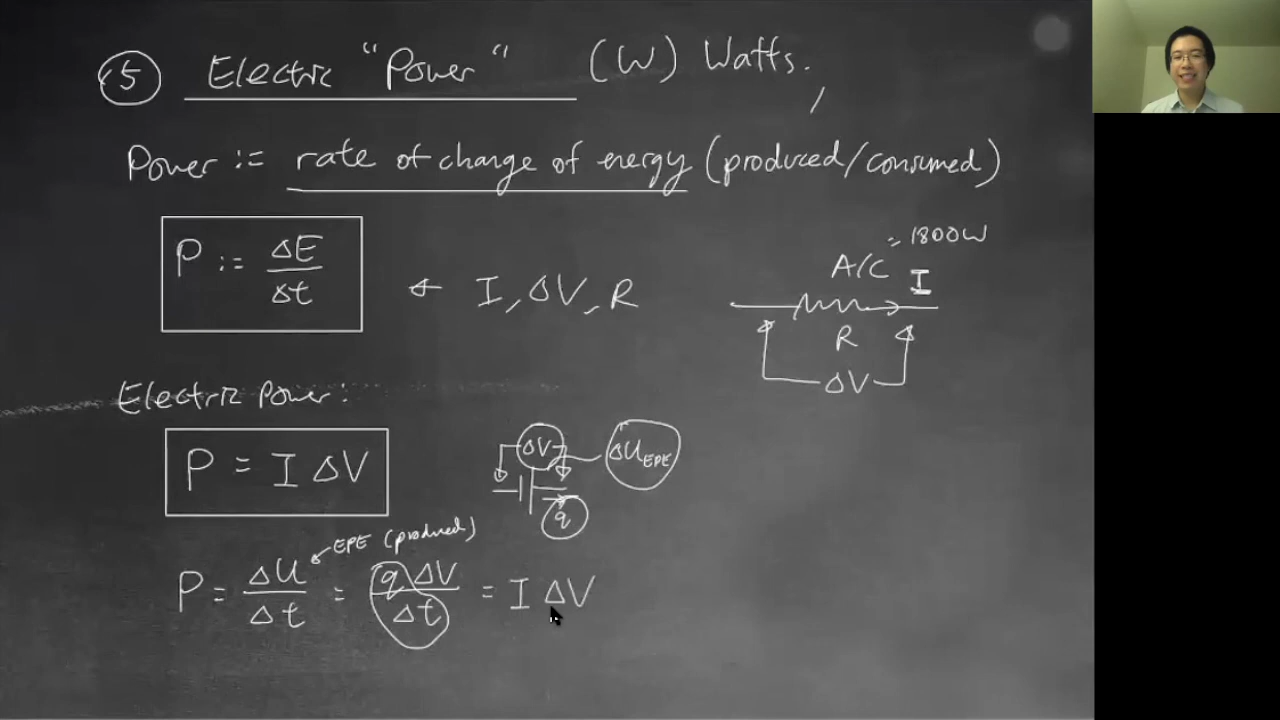 5 Electric "Power" (W) Watts.
Power := rate of change of energy (produced/consumed)
P := ΔE/Δt ← I, ΔV, R
A/C = 1800W
I
R
ΔV
Electric Power:
P = I ΔV
ΔV ΔU_EPE
q
EPE (produced)
P = ΔU/Δt = q ΔV/Δt = I ΔV